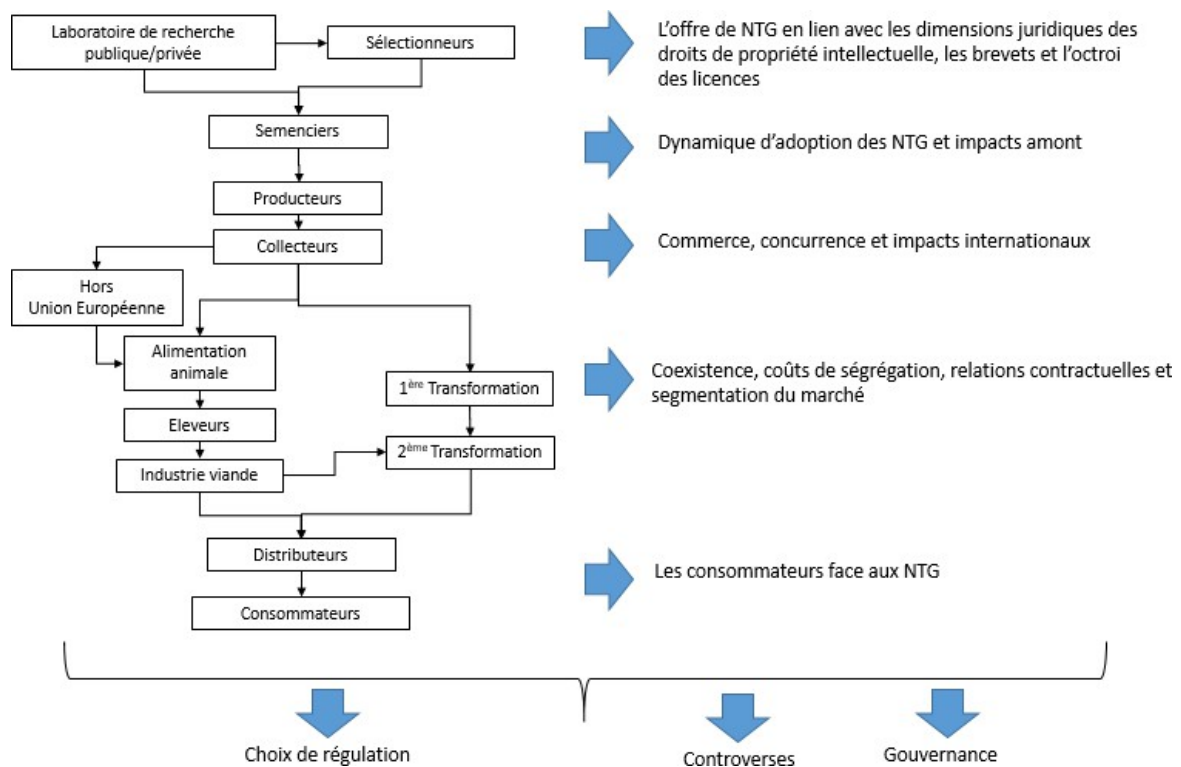 Laboratoire de recherche
publique/privée
Sélectionneurs
L'offre de NTG en lien avec les dimensions juridiques des
droits de propriété intellectuelle, les brevets et l'octroi
des licences
Semenciers
Dynamique d'adoption des NTG et impacts amont
Producteurs
Collecteurs
Commerce, concurrence et impacts internationaux
Hors
Union Européenne
Alimentation
animale
1ère Transformation
Coexistence, coûts de ségrégation, relations contractuelles et
segmentation du marché
Eleveurs
2ème Transformation
Industrie viande
Distributeurs
Les consommateurs face aux NTG
Consommateurs
Choix de régulation
Controverses
Gouvernance